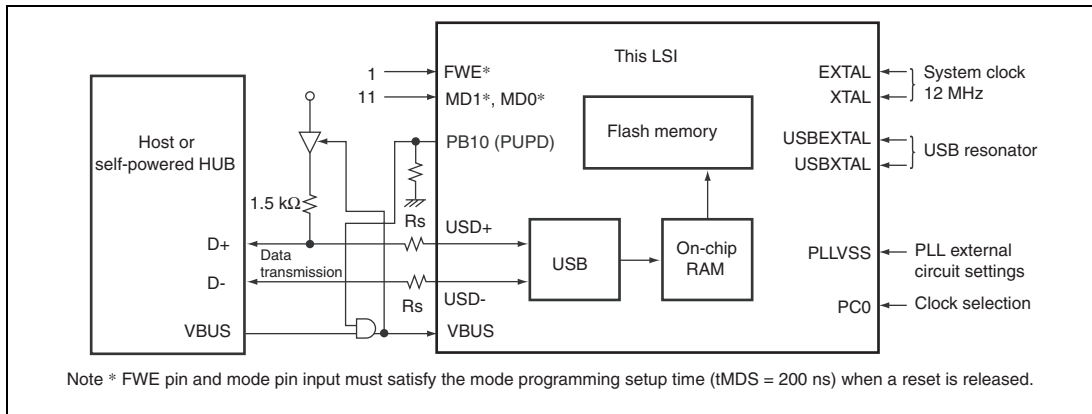 This LSI
1
FWE*
11
MD1*, MD0*
PB10 (PUPD)
Host or
self-powered HUB
1.5 kΩ
Rs
USD+
D+
Data
transmission
D-
Rs
USD-
VBUS
VBUS
Flash memory
USB
On-chip
RAM
EXTAL
XTAL
System clock
12 MHz
USBEXTAL
USBXTAL
USB resonator
PLLVSS
PLL external
circuit settings
PC0
Clock selection
Note * FWE pin and mode pin input must satisfy the mode programming setup time (tMDS = 200 ns) when a reset is released.